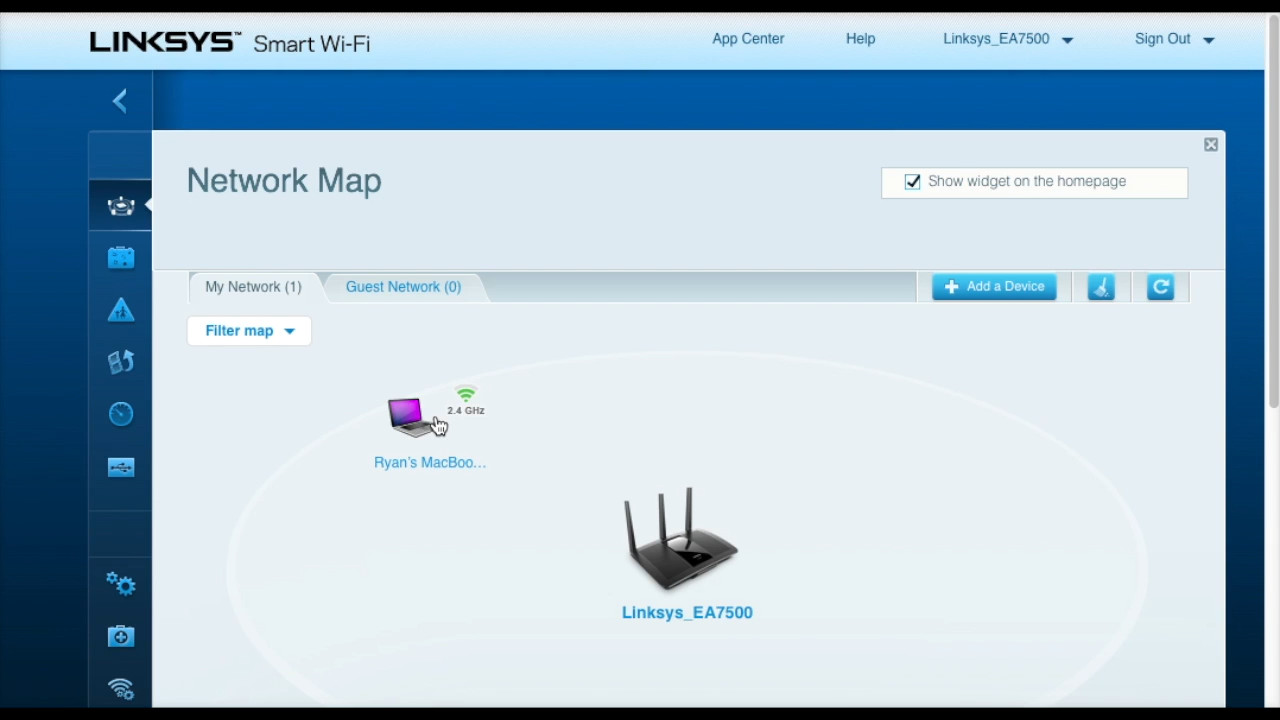 LINKSYS™ Smart Wi-Fi
App Center
Help
Linksys_EA7500
Sign Out
Network Map
Show widget on the homepage
My Network (1)
Guest Network (0)
Add a Device
Filter map
2.4 GHz
Ryan’s MacBoo...
Linksys_EA7500